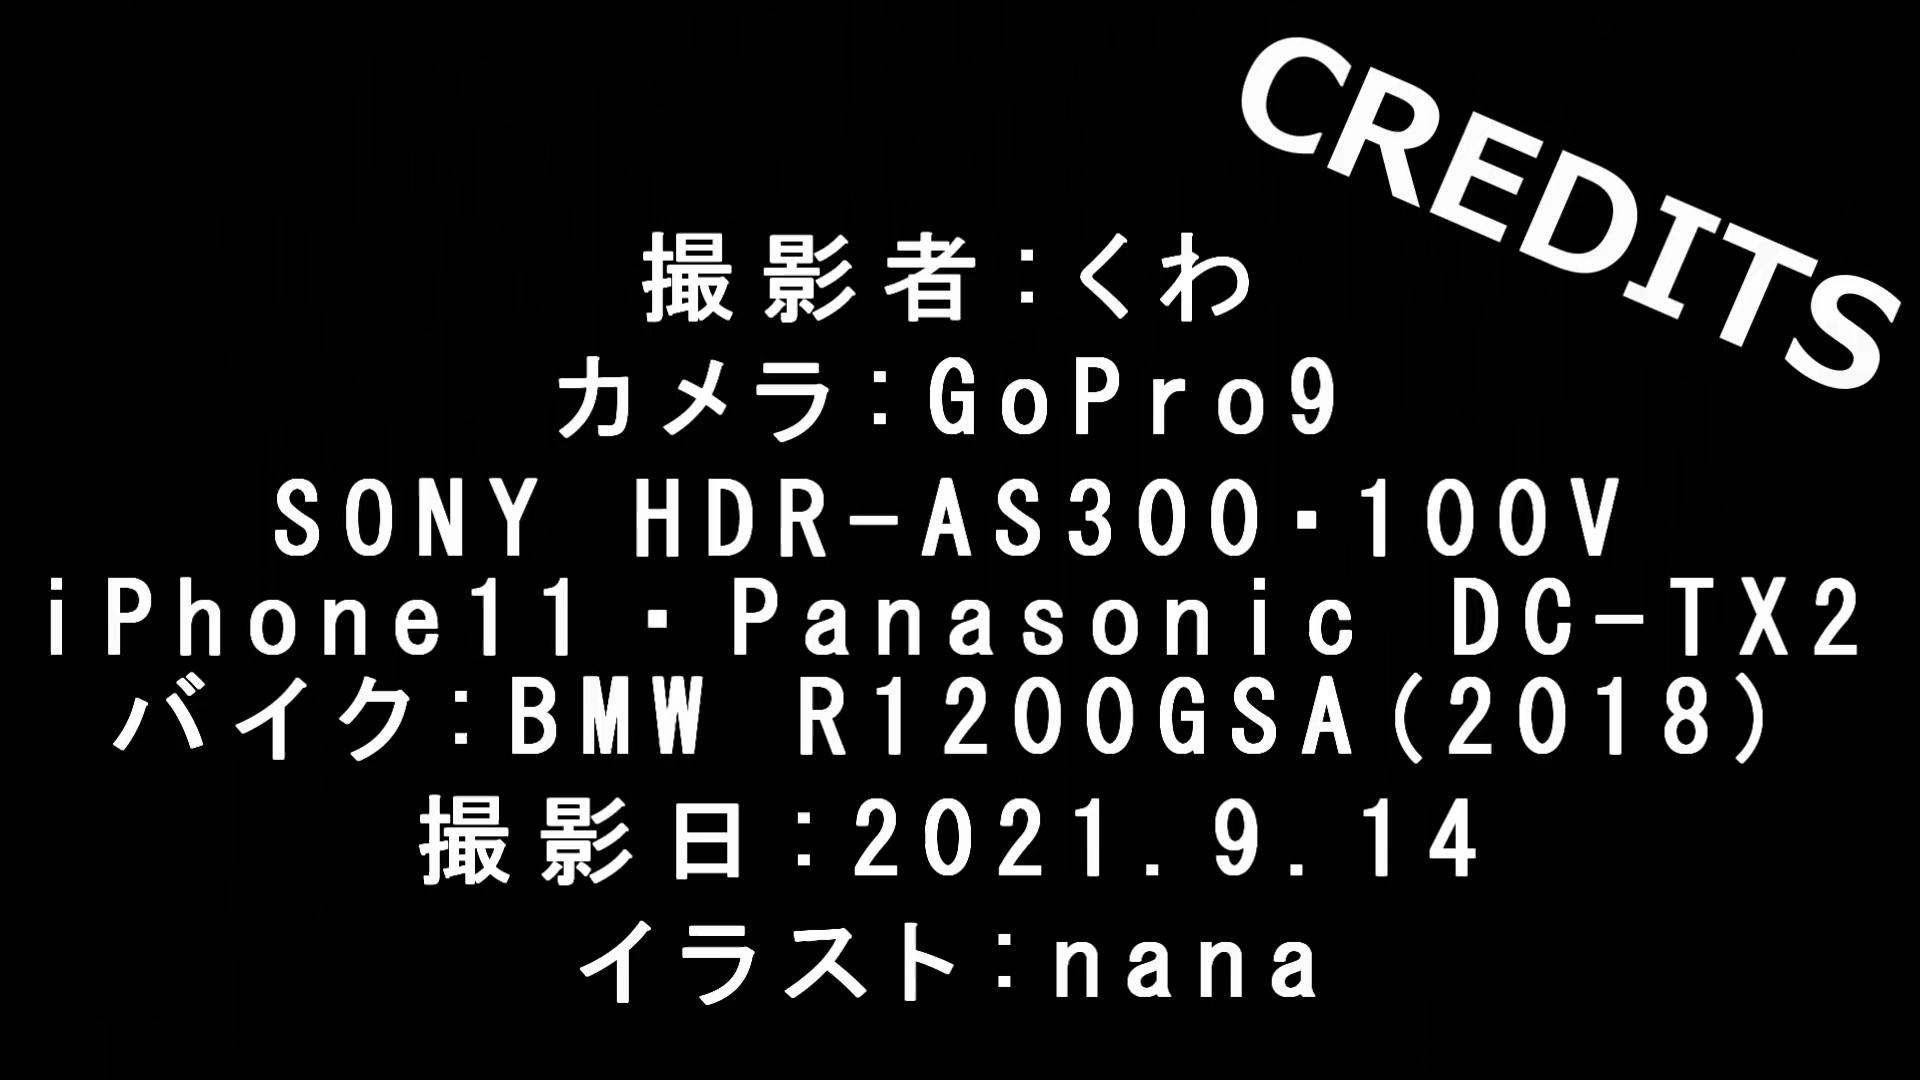 CREDITS
撮影者:くわ
カメラ:GoPro9
SONY HDR-AS300・100V
iPhone11・Panasonic DC-TX2
バイク:BMW R1200GSA(2018)
撮影日:2021.9.14
イラスト:nana